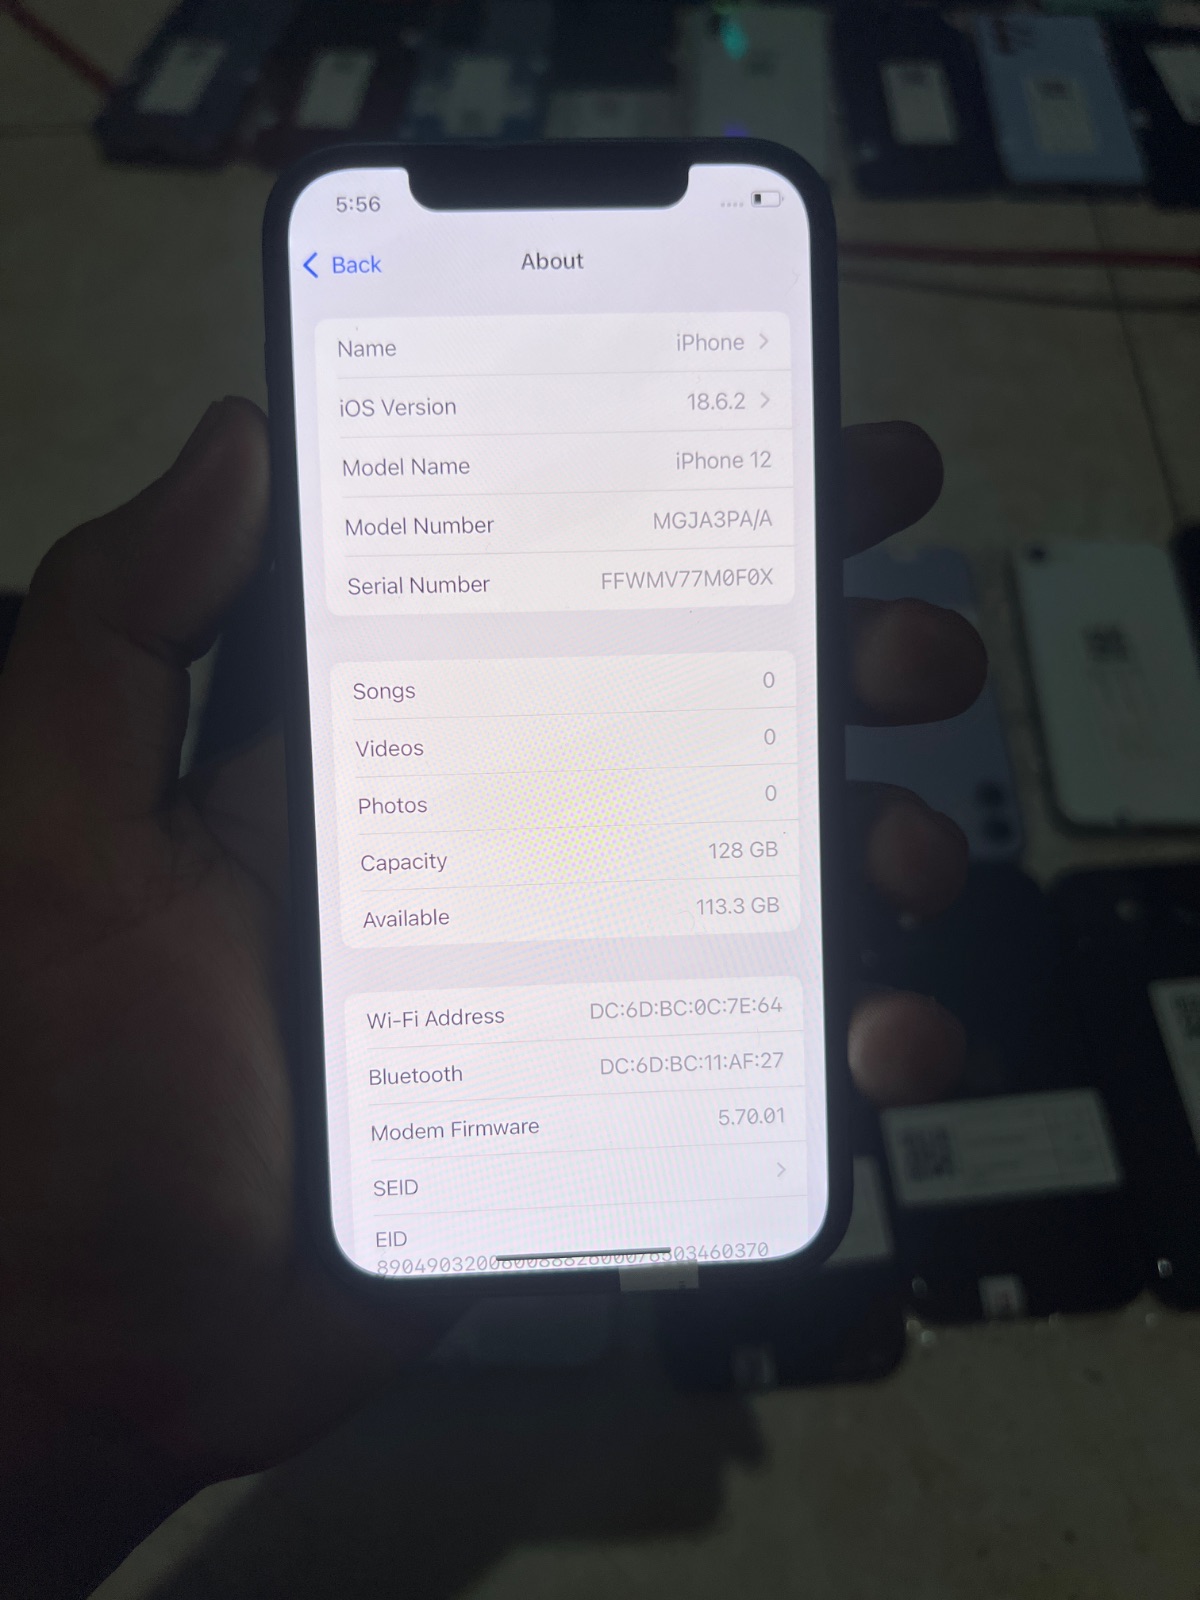 5:56
Back
About
Name iPhone
iOS Version 18.6.2
Model Name iPhone 12
Model Number MGJA3PA/A
Serial Number FFWMV77M0F0X
Songs 0
Videos 0
Photos 0
Capacity 128 GB
Available 113.3 GB
Wi-Fi Address DC:6D:BC:0C:7E:64
Bluetooth DC:6D:BC:11:AF:27
Modem Firmware 5.70.01
SEID
EID